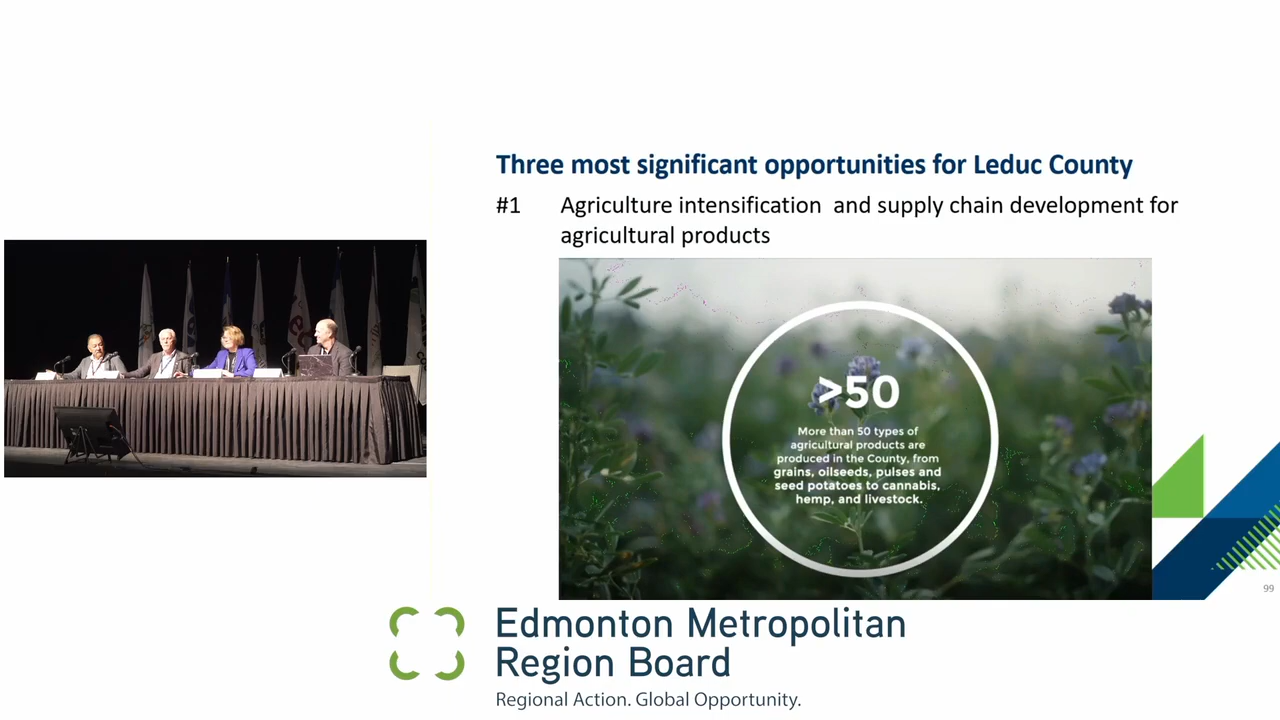 Three most significant opportunities for Leduc County
#1 Agriculture intensification and supply chain development for
agricultural products
>50
More than 50 types of
agricultural products are
produced in the County, from
grains, oilseeds, pulses and
seed potatoes to cannabis,
hemp, and livestock.
99
Edmonton Metropolitan
Region Board
Regional Action. Global Opportunity.